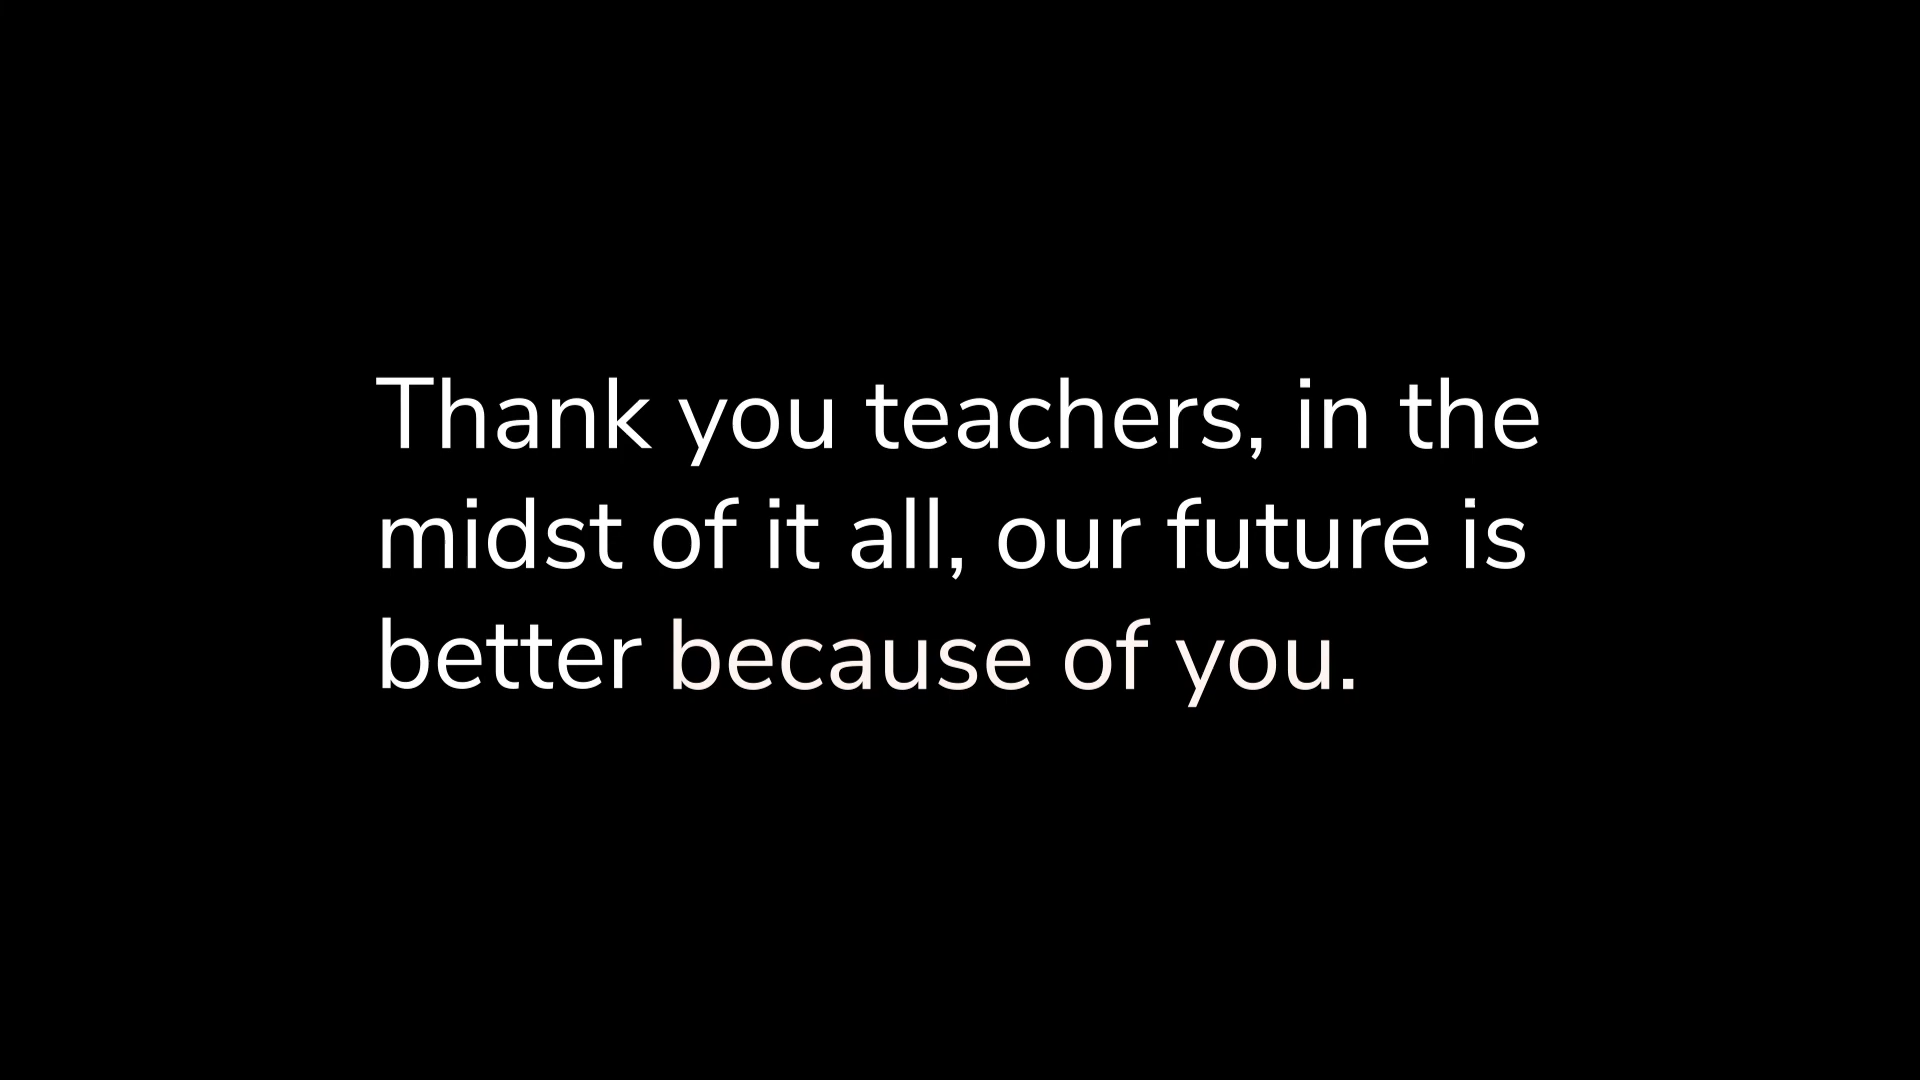 Thank you teachers, in the
midst of it all, our future is
better because of you.